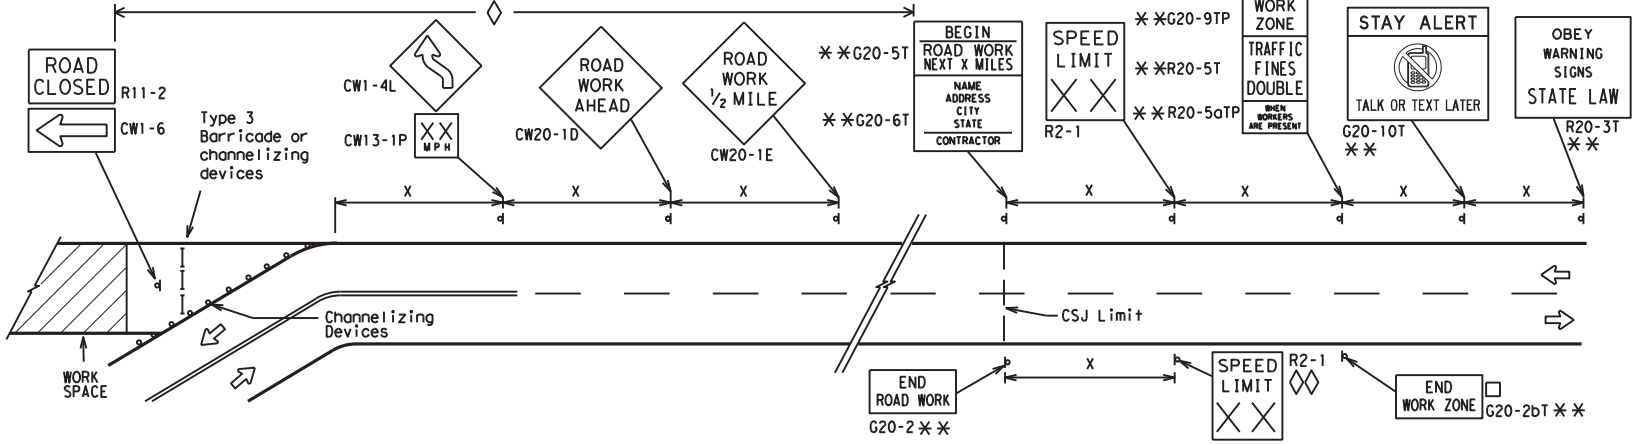 ROAD
CLOSED
R11-2
CW1-6
Type 3
Barricade or
channelizing
devices
CW1-4L
CW13-1P
XX
MPH
ROAD
WORK
AHEAD
CW20-1D
ROAD
WORK
1/2 MILE
CW20-1E
**G20-5T
**G20-6T
BEGIN
ROAD WORK
NEXT X MILES
NAME
ADDRESS
CITY
STATE
CONTRACTOR
SPEED
LIMIT
XX
R2-1
**G20-9TP
**R20-5T
**R20-5aTP
WORK
ZONE
TRAFFIC
FINES
DOUBLE
WHEN
WORKERS
ARE PRESENT
STAY ALERT
TALK OR TEXT LATER
G20-10T
**
OBEY
WARNING
SIGNS
STATE LAW
R20-3T
**
X
X
X
X
X
X
X
Channelizing
Devices
WORK
SPACE
CSJ Limit
X
END
ROAD WORK
G20-2 **
SPEED
LIMIT
XX
R2-1
END
WORK ZONE
G20-2bT **